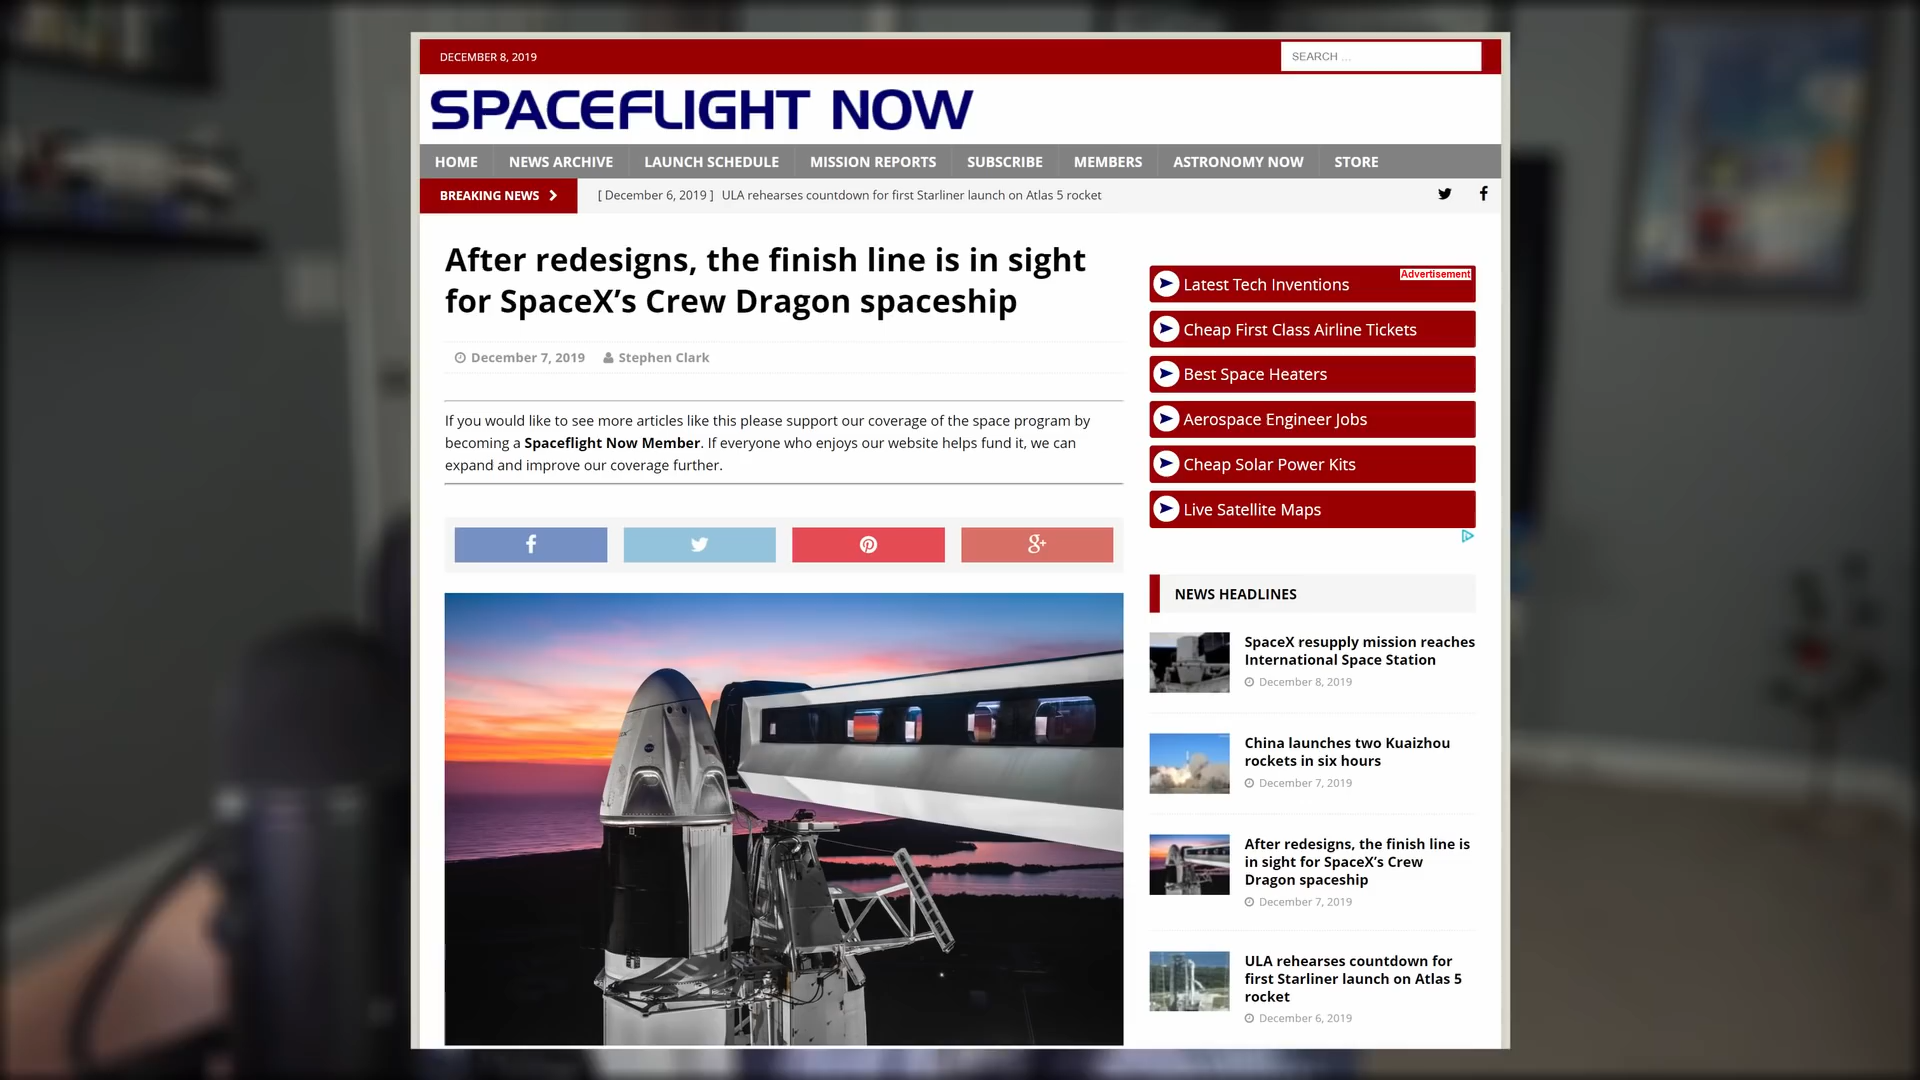 DECEMBER 8, 2019
SEARCH ...
SPACEFLIGHT NOW
HOME NEWS ARCHIVE LAUNCH SCHEDULE MISSION REPORTS SUBSCRIBE MEMBERS ASTRONOMY NOW STORE
BREAKING NEWS
[ December 6, 2019 ] ULA rehearses countdown for first Starliner launch on Atlas 5 rocket
After redesigns, the finish line is in sight
for SpaceX’s Crew Dragon spaceship
December 7, 2019 Stephen Clark
If you would like to see more articles like this please support our coverage of the space program by
becoming a Spaceflight Now Member. If everyone who enjoys our website helps fund it, we can
expand and improve our coverage further.
Advertisement
Latest Tech Inventions
Cheap First Class Airline Tickets
Best Space Heaters
Aerospace Engineer Jobs
Cheap Solar Power Kits
Live Satellite Maps
NEWS HEADLINES
SpaceX resupply mission reaches
International Space Station
December 8, 2019
China launches two Kuaizhou
rockets in six hours
December 7, 2019
After redesigns, the finish line is
in sight for SpaceX’s Crew
Dragon spaceship
December 7, 2019
ULA rehearses countdown for
first Starliner launch on Atlas 5
rocket
December 6, 2019